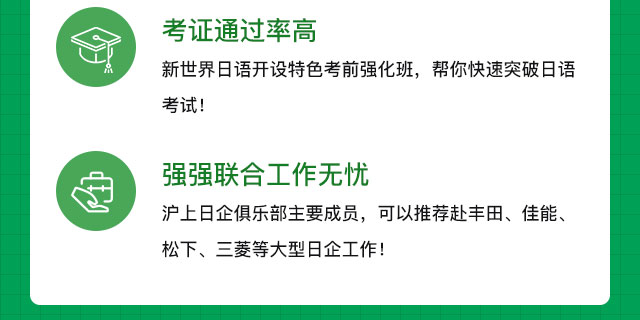 考证通过率高
新世界日语开设特色考前强化班，帮你快速突破日语
考试！
强强联合工作无忧
沪上日企俱乐部主要成员，可以推荐赴丰田、佳能、
松下、三菱等大型日企工作！